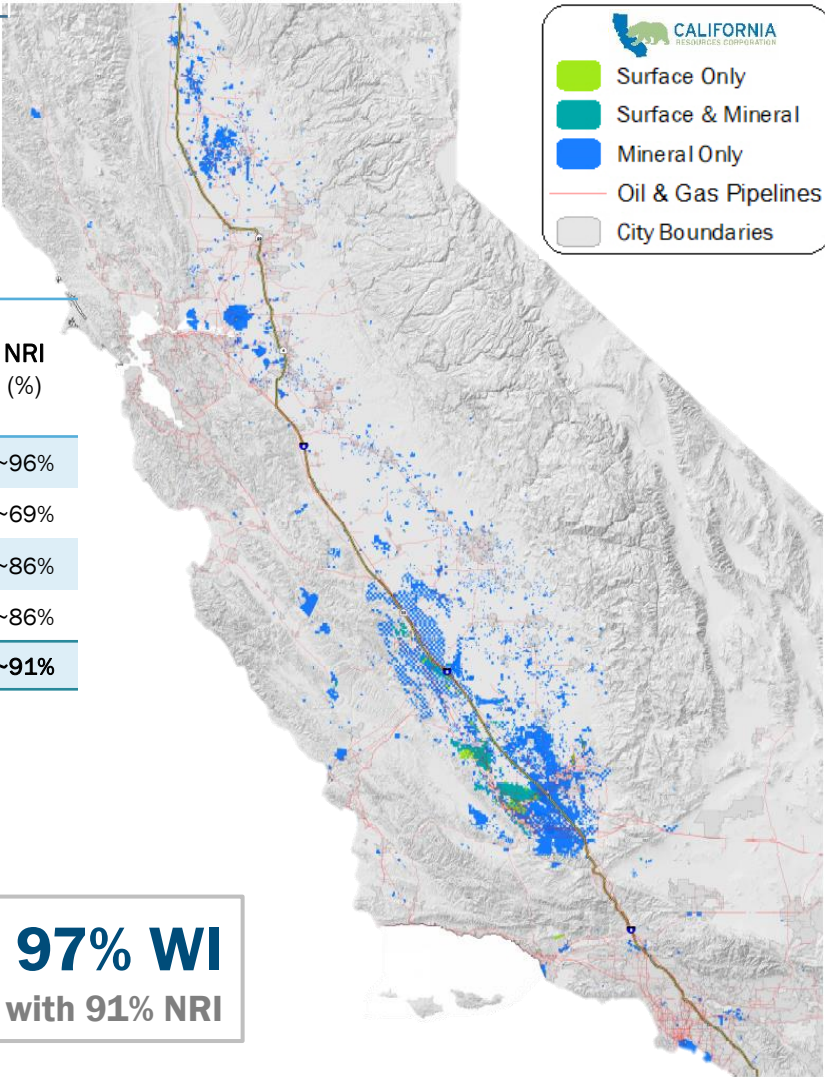 CALIFORNIA
RESOURCES CORPORATION
Surface Only
Surface & Mineral
Mineral Only
Oil & Gas Pipelines
City Boundaries
NRI
(%)
~96%
~69%
~86%
~86%
~91%
97% WI
with 91% NRI